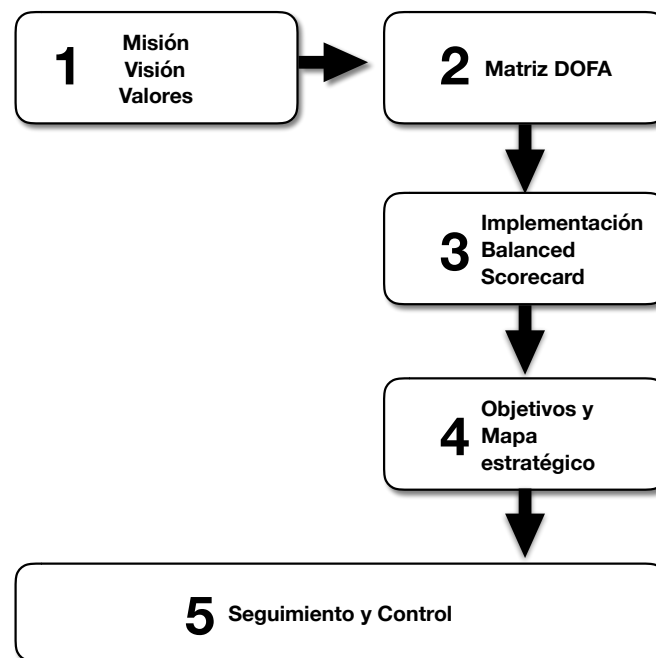 1
Misión
Visión
Valores
2 Matriz DOFA
3
Implementación
Balanced
Scorecard
4
Objetivos y
Mapa
estratégico
5 Seguimiento y Control